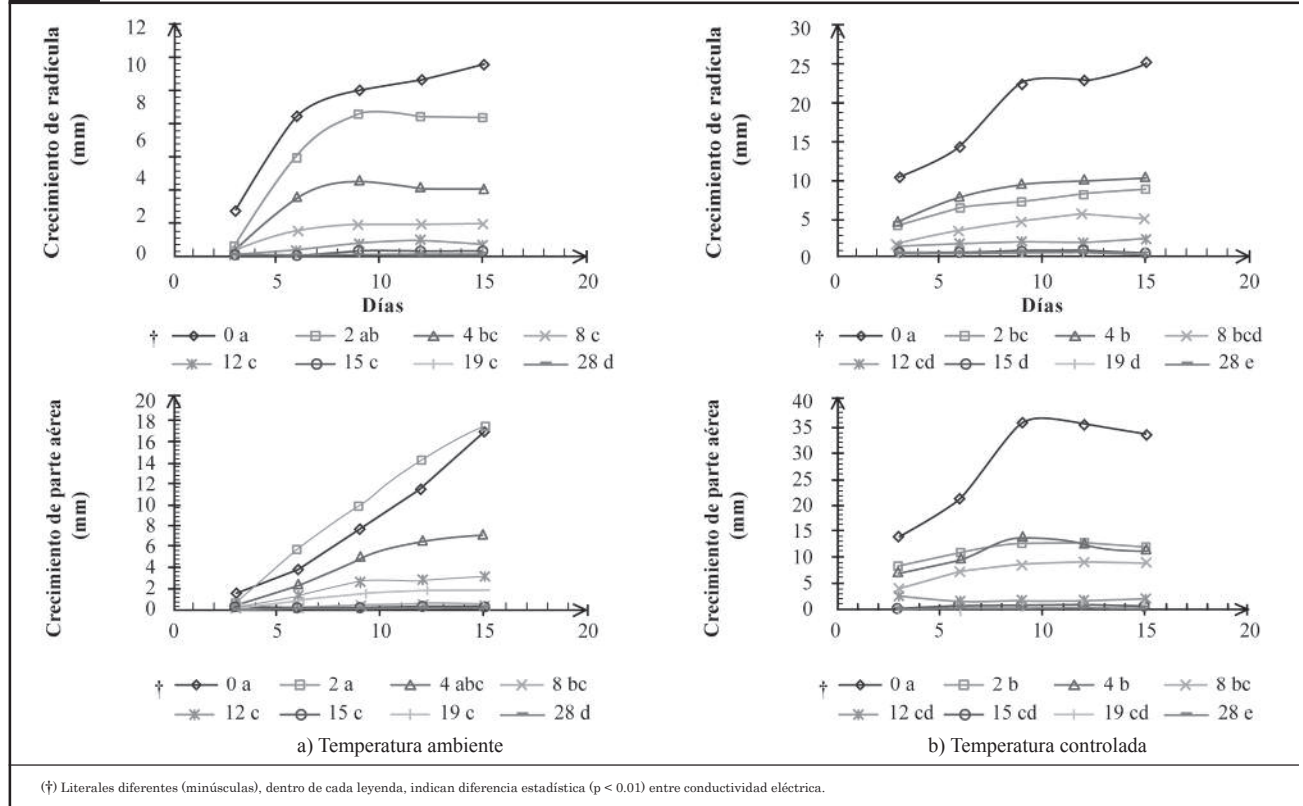 Crecimiento de radícula
(mm)
12
10
8
6
4
2
0
0
5
10
15
20
Días
† 0 a 2 ab 4 bc 8 c
12 c 15 c 19 c 28 d
Crecimiento de radícula
(mm)
30
25
20
15
10
5
0
0
5
10
15
20
Días
† 0 a 2 bc 4 b 8 bcd
12 cd 15 d 19 d 28 e
Crecimiento de parte aérea
(mm)
20
18
16
14
12
10
8
6
4
2
0
0
5
10
15
20
† 0 a 2 a 4 abc 8 bc
12 c 15 c 19 c 28 d
a) Temperatura ambiente
Crecimiento de parte aérea
(mm)
40
35
30
25
20
15
10
5
0
0
5
10
15
20
† 0 a 2 b 4 b 8 bc
12 cd 15 cd 19 cd 28 e
b) Temperatura controlada
(†) Literales diferentes (minúsculas), dentro de cada leyenda, indican diferencia estadística (p < 0.01) entre conductividad eléctrica.